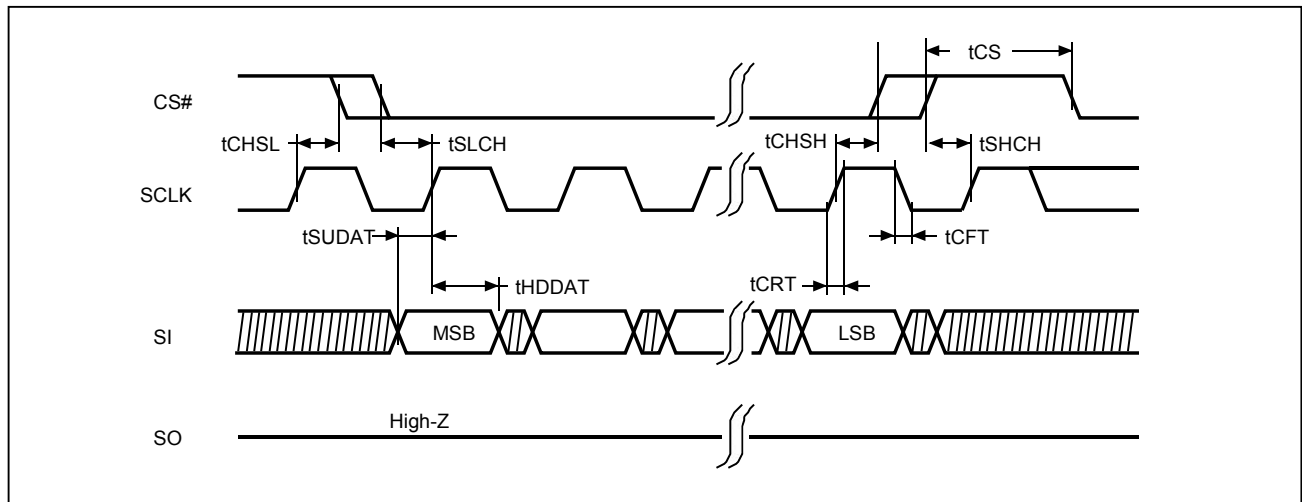 tCS
CS#
tCHSL
tSLCH
tCHSH
tSHCH
SCLK
tSUDAT
tCFT
tHDDAT
tCRT
SI
MSB
LSB
High-Z
SO